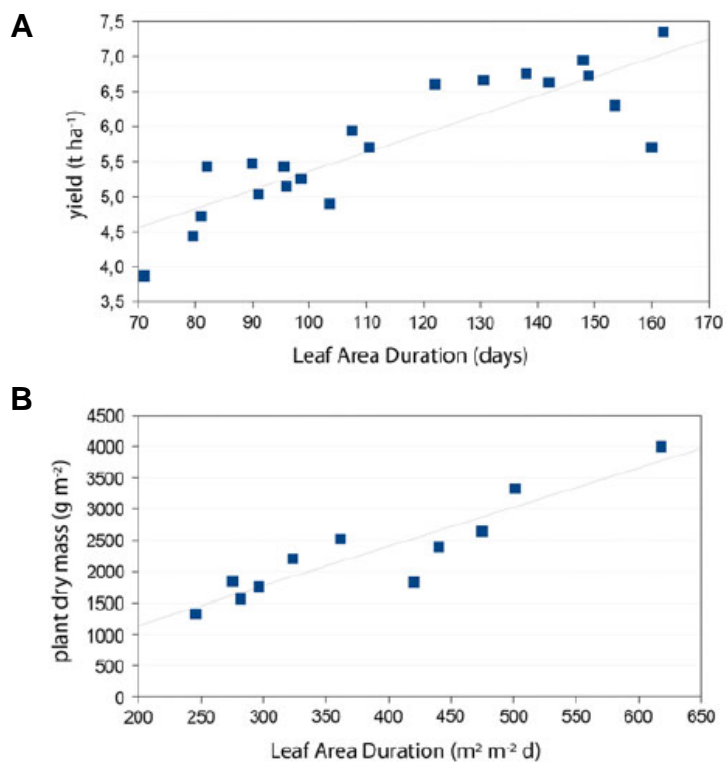 A
7,5
7,0
6,5
6,0
5,5
5,0
4,5
4,0
3,5
yield (t ha⁻¹)
70 80 90 100 110 120 130 140 150 160 170
Leaf Area Duration (days)
B
4500
4000
3500
3000
2500
2000
1500
1000
500
0
plant dry mass (g m⁻²)
200 250 300 350 400 450 500 550 600 650
Leaf Area Duration (m² m⁻² d)